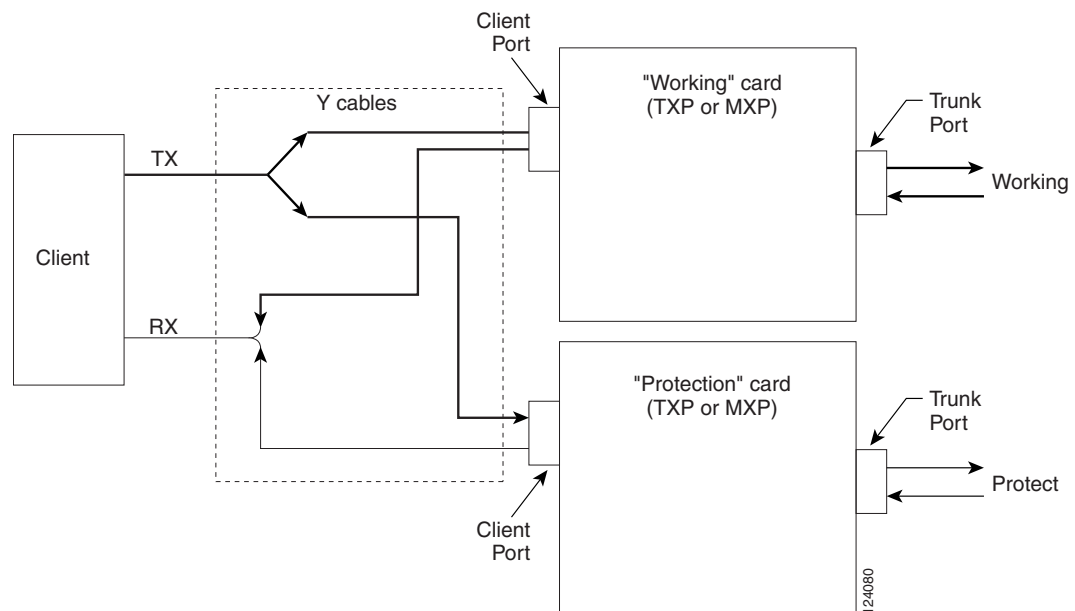 Client
Port
"Working" card
(TXP or MXP)
Y cables
Trunk
Port
TX
Working
Client
RX
"Protection" card
(TXP or MXP)
Trunk
Port
Protect
Client
Port
124080